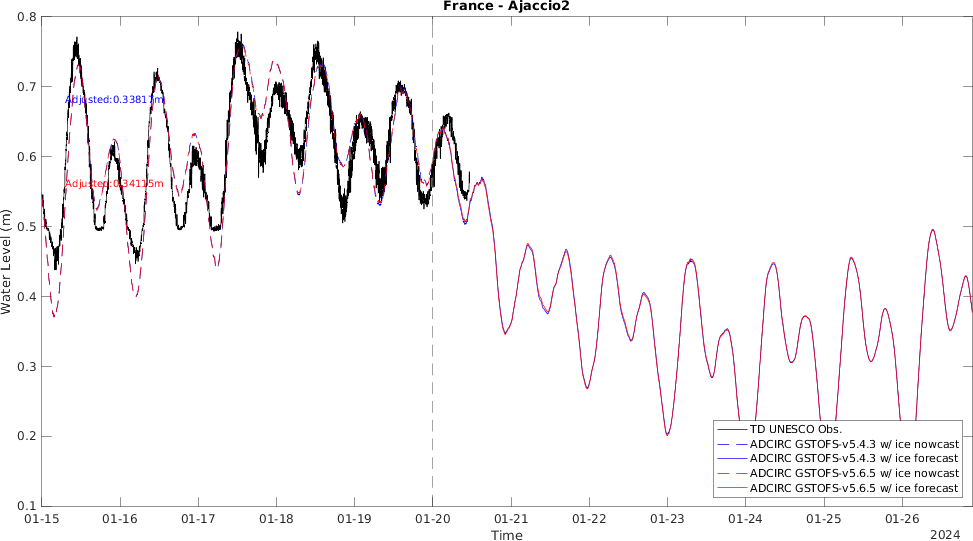 France - Ajaccio2
0.8
0.7
0.6
0.5
0.4
0.3
0.2
0.1
Water Level (m)
Adjusted:0.33817m
Adjusted:0.34115m
TD UNESCO Obs.
ADCIRC GSTOFS-v5.4.3 w/ ice nowcast
ADCIRC GSTOFS-v5.4.3 w/ ice forecast
ADCIRC GSTOFS-v5.6.5 w/ ice nowcast
ADCIRC GSTOFS-v5.6.5 w/ ice forecast
01-15 01-16 01-17 01-18 01-19 01-20 01-21 01-22 01-23 01-24 01-25 01-26
Time
2024